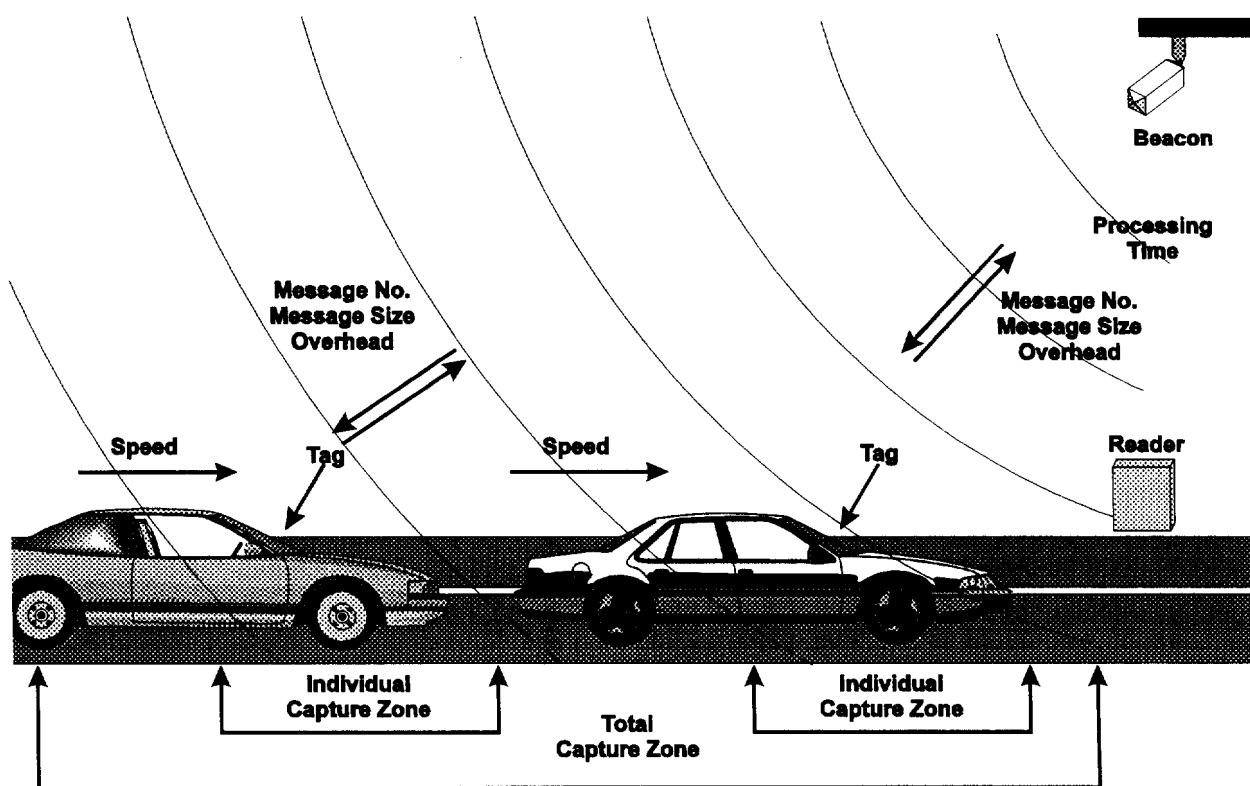 Beacon
Processing
Time
Message No.
Message Size
Overhead
Message No.
Message Size
Overhead
Speed
Tag
Speed
Tag
Reader
Individual
Capture Zone
Individual
Capture Zone
Total
Capture Zone